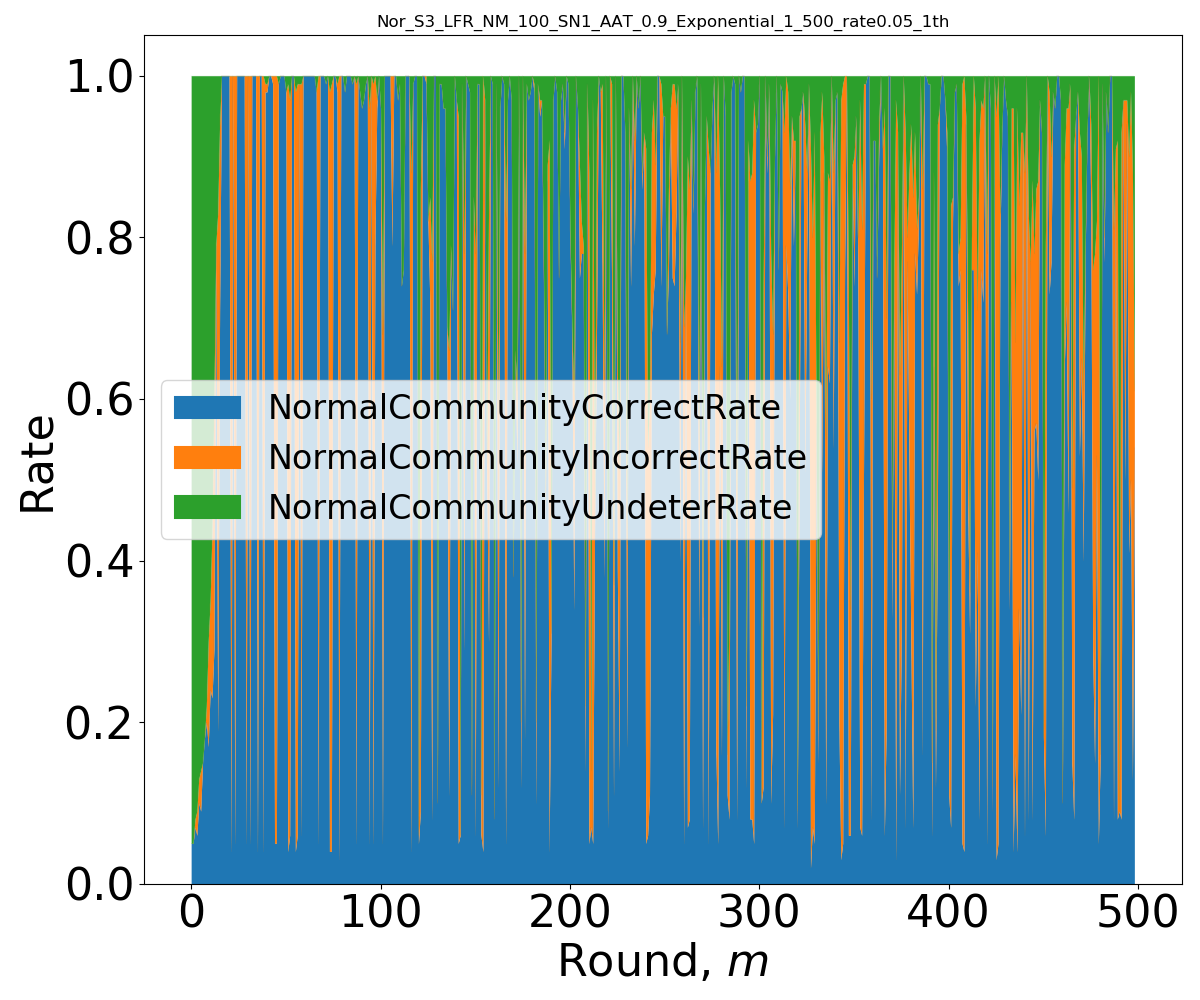 Nor_S3_LFR_NM_100_SN1_AAT_0.9_Exponential_1_500_rate0.05_1th
1.0
0.8
0.6
0.4
0.2
0.0
Rate
NormalCommunityCorrectRate
NormalCommunityIncorrectRate
NormalCommunityUndeterRate
0 100 200 300 400 500
Round, m